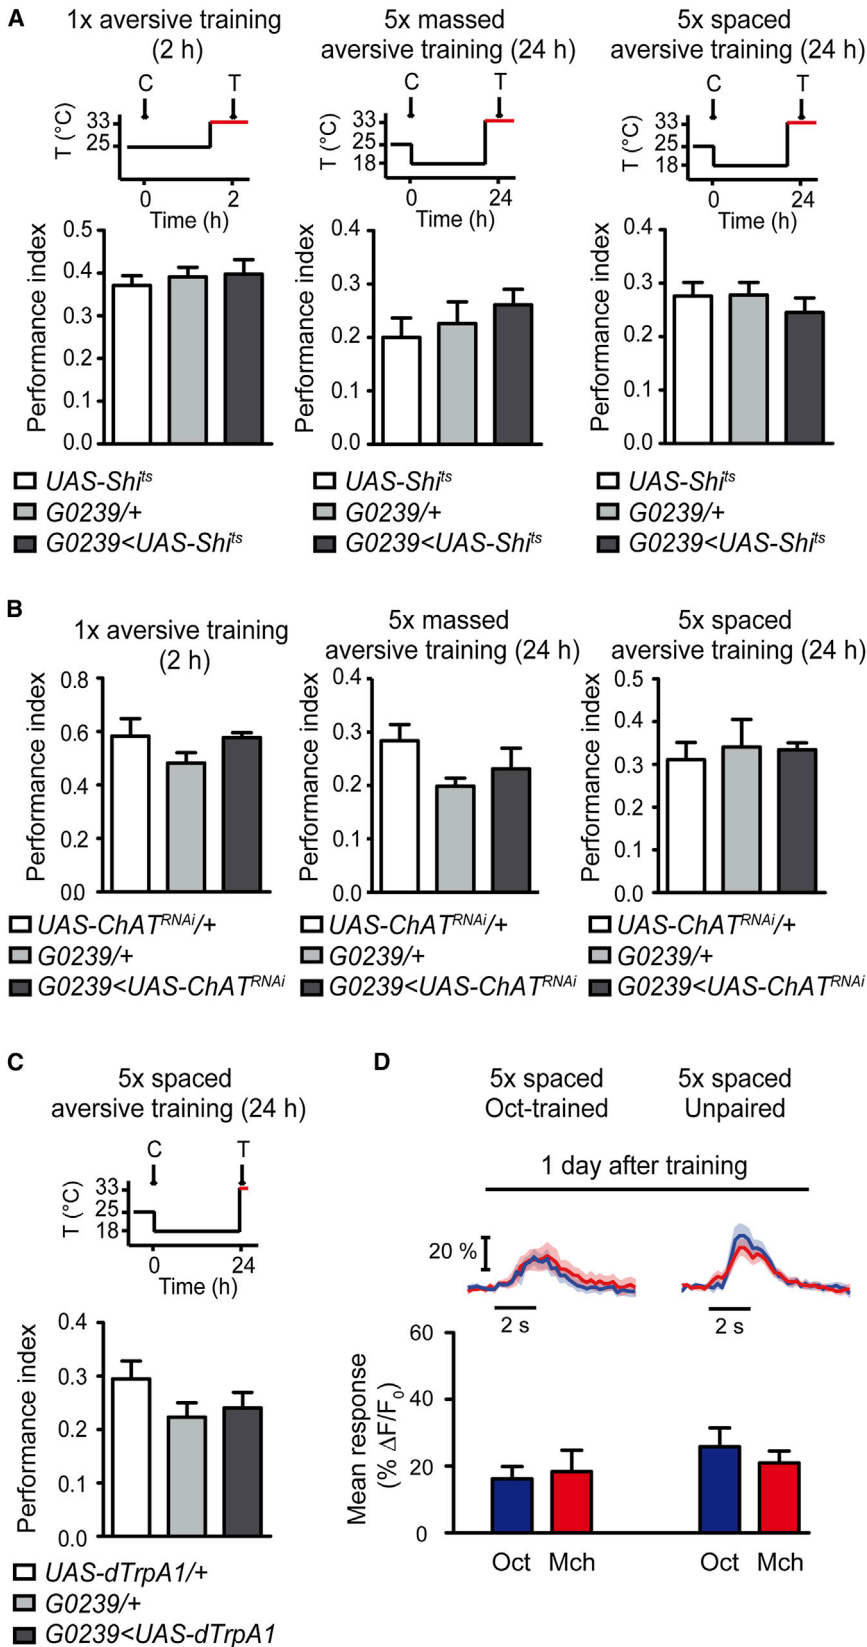 A
1x aversive training
(2 h)
C T
T (°C)
33
25
0 2
Time (h)
Performance index
0.5
0.4
0.3
0.2
0.1
0.0
UAS-Shi^ts
G0239/+
G0239<UAS-Shi^ts
5x massed
aversive training (24 h)
C T
T (°C)
33
25
18
0 24
Time (h)
Performance index
0.4
0.3
0.2
0.1
0.0
UAS-Shi^ts
G0239/+
G0239<UAS-Shi^ts
5x spaced
aversive training (24 h)
C T
T (°C)
33
25
18
0 24
Time (h)
Performance index
0.4
0.3
0.2
0.1
0.0
UAS-Shi^ts
G0239/+
G0239<UAS-Shi^ts
B
1x aversive training
(2 h)
Performance index
0.8
0.6
0.4
0.2
0.0
UAS-ChAT^RNAi/+
G0239/+
G0239<UAS-ChAT^RNAi
5x massed
aversive training (24 h)
Performance index
0.4
0.3
0.2
0.1
0.0
UAS-ChAT^RNAi/+
G0239/+
G0239<UAS-ChAT^RNAi
5x spaced
aversive training (24 h)
Performance index
0.5
0.4
0.3
0.2
0.1
0.0
UAS-ChAT^RNAi/+
G0239/+
G0239<UAS-ChAT^RNAi
C
5x spaced
aversive training (24 h)
C T
T (°C)
33
25
18
0 24
Time (h)
Performance index
0.4
0.3
0.2
0.1
0.0
UAS-dTrpA1/+
G0239/+
G0239<UAS-dTrpA1
D
5x spaced
Oct-trained
5x spaced
Unpaired
1 day after training
20 %
2 s
2 s
Mean response
(% ΔF/F₀)
60
40
20
0
Oct Mch Oct Mch